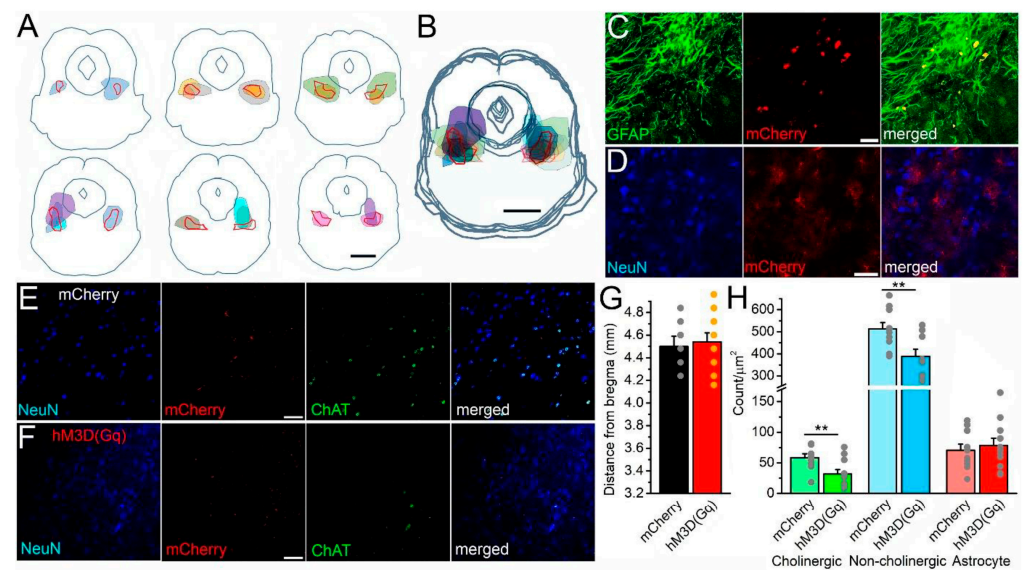 A
B
C
GFAP
mCherry
merged
D
NeuN
mCherry
merged
E
mCherry
NeuN
mCherry
ChAT
merged
F
hM3D(Gq)
NeuN
mCherry
ChAT
merged
G
Distance from bregma (mm)
4.8
4.6
4.4
4.2
4.0
3.8
3.6
3.4
3.2
mCherry
hM3D(Gq)
H
Count/µm²
600
500
400
300
150
100
50
0
**
**
mCherry
hM3D(Gq)
mCherry
hM3D(Gq)
mCherry
hM3D(Gq)
Cholinergic Non-cholinergic Astrocyte